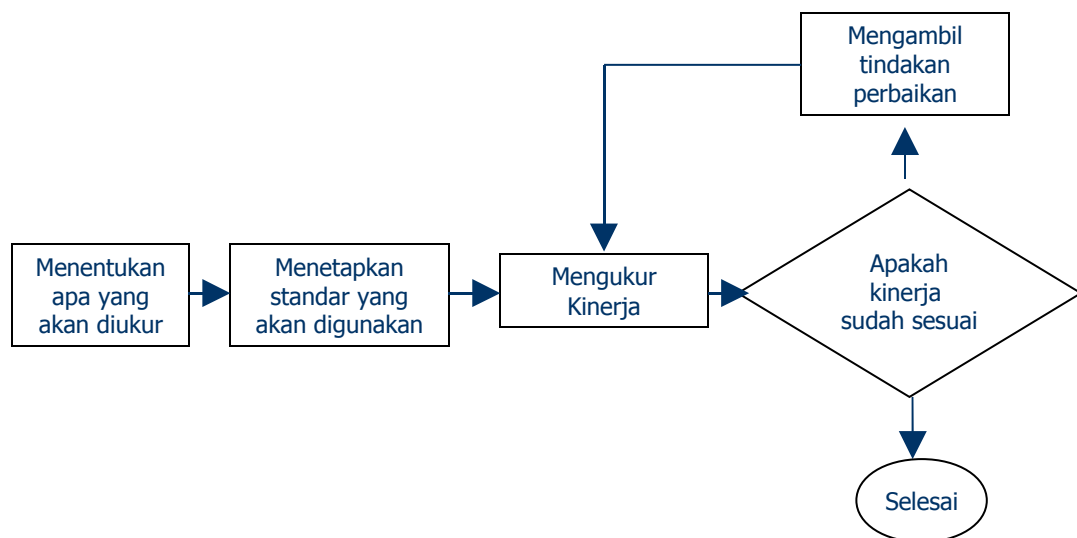 Mengambil
tindakan
perbaikan
Menentukan
apa yang
akan diukur
Menetapkan
standar yang
akan digunakan
Mengukur
Kinerja
Apakah
kinerja
sudah sesuai
Selesai